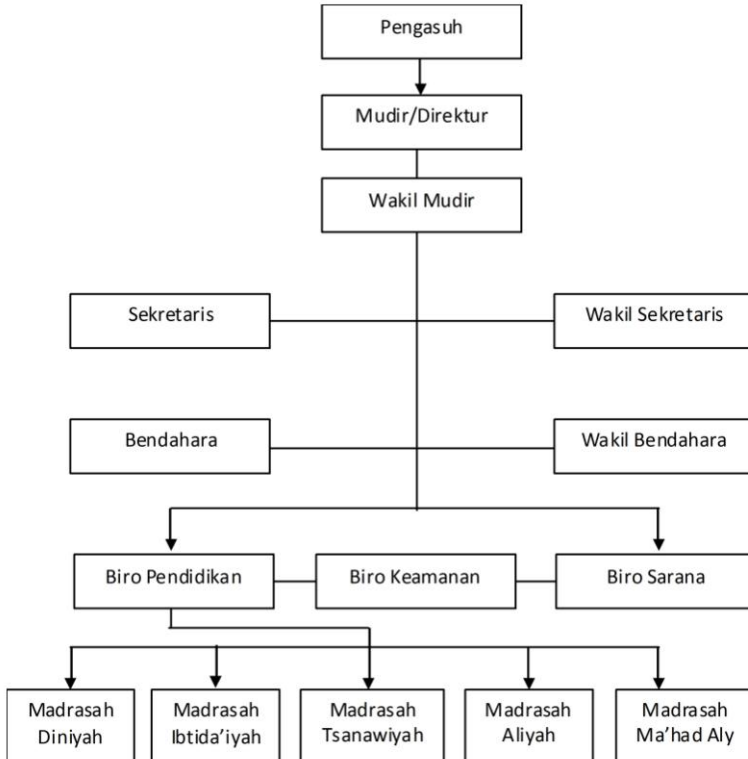 Pengasuh
Mudir/Direktur
Wakil Mudir
Sekretaris
Wakil Sekretaris
Bendahara
Wakil Bendahara
Biro Pendidikan
Biro Keamanan
Biro Sarana
Madrasah
Diniyah
Madrasah
Ibtida’iyah
Madrasah
Tsanawiyah
Madrasah
Aliyah
Madrasah
Ma’had Aly